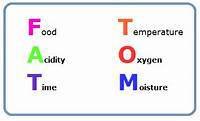 Food Temperature
Acidity Oxygen
Time Moisture